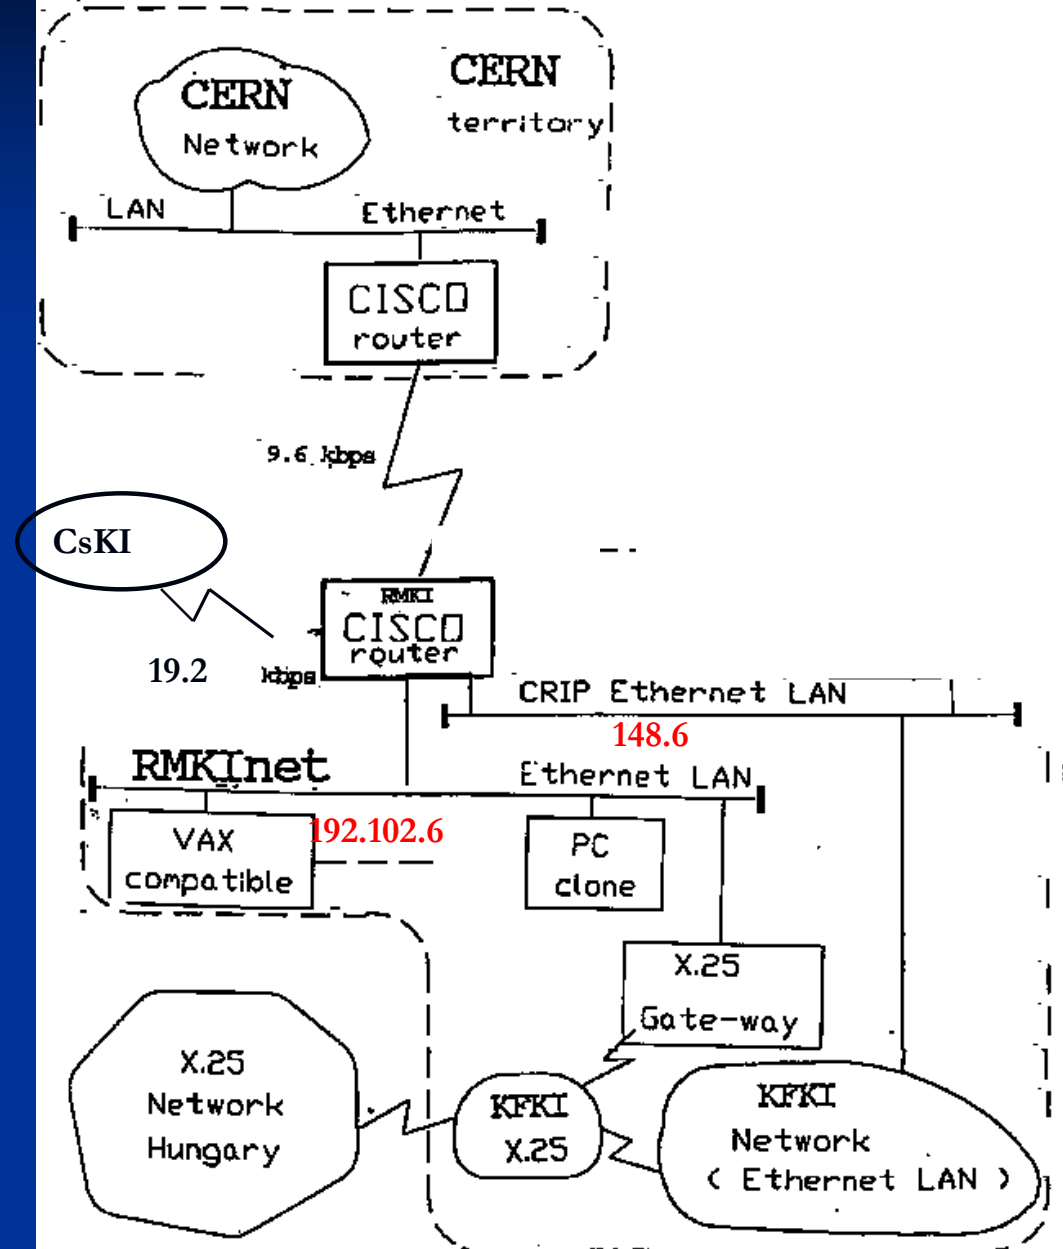 CERN
Network
CERN
territory
LAN
Ethernet
CISCO
router
9.6 kbps
CsKI
19.2
kbps
RMKI
CISCO
router
CRIP Ethernet LAN
148.6
RMKInet
Ethernet LAN
192.102.6
VAX
compatible
PC
clone
X.25
Gate-way
X.25
Network
Hungary
KFKI
X.25
KFKI
Network
( Ethernet LAN )